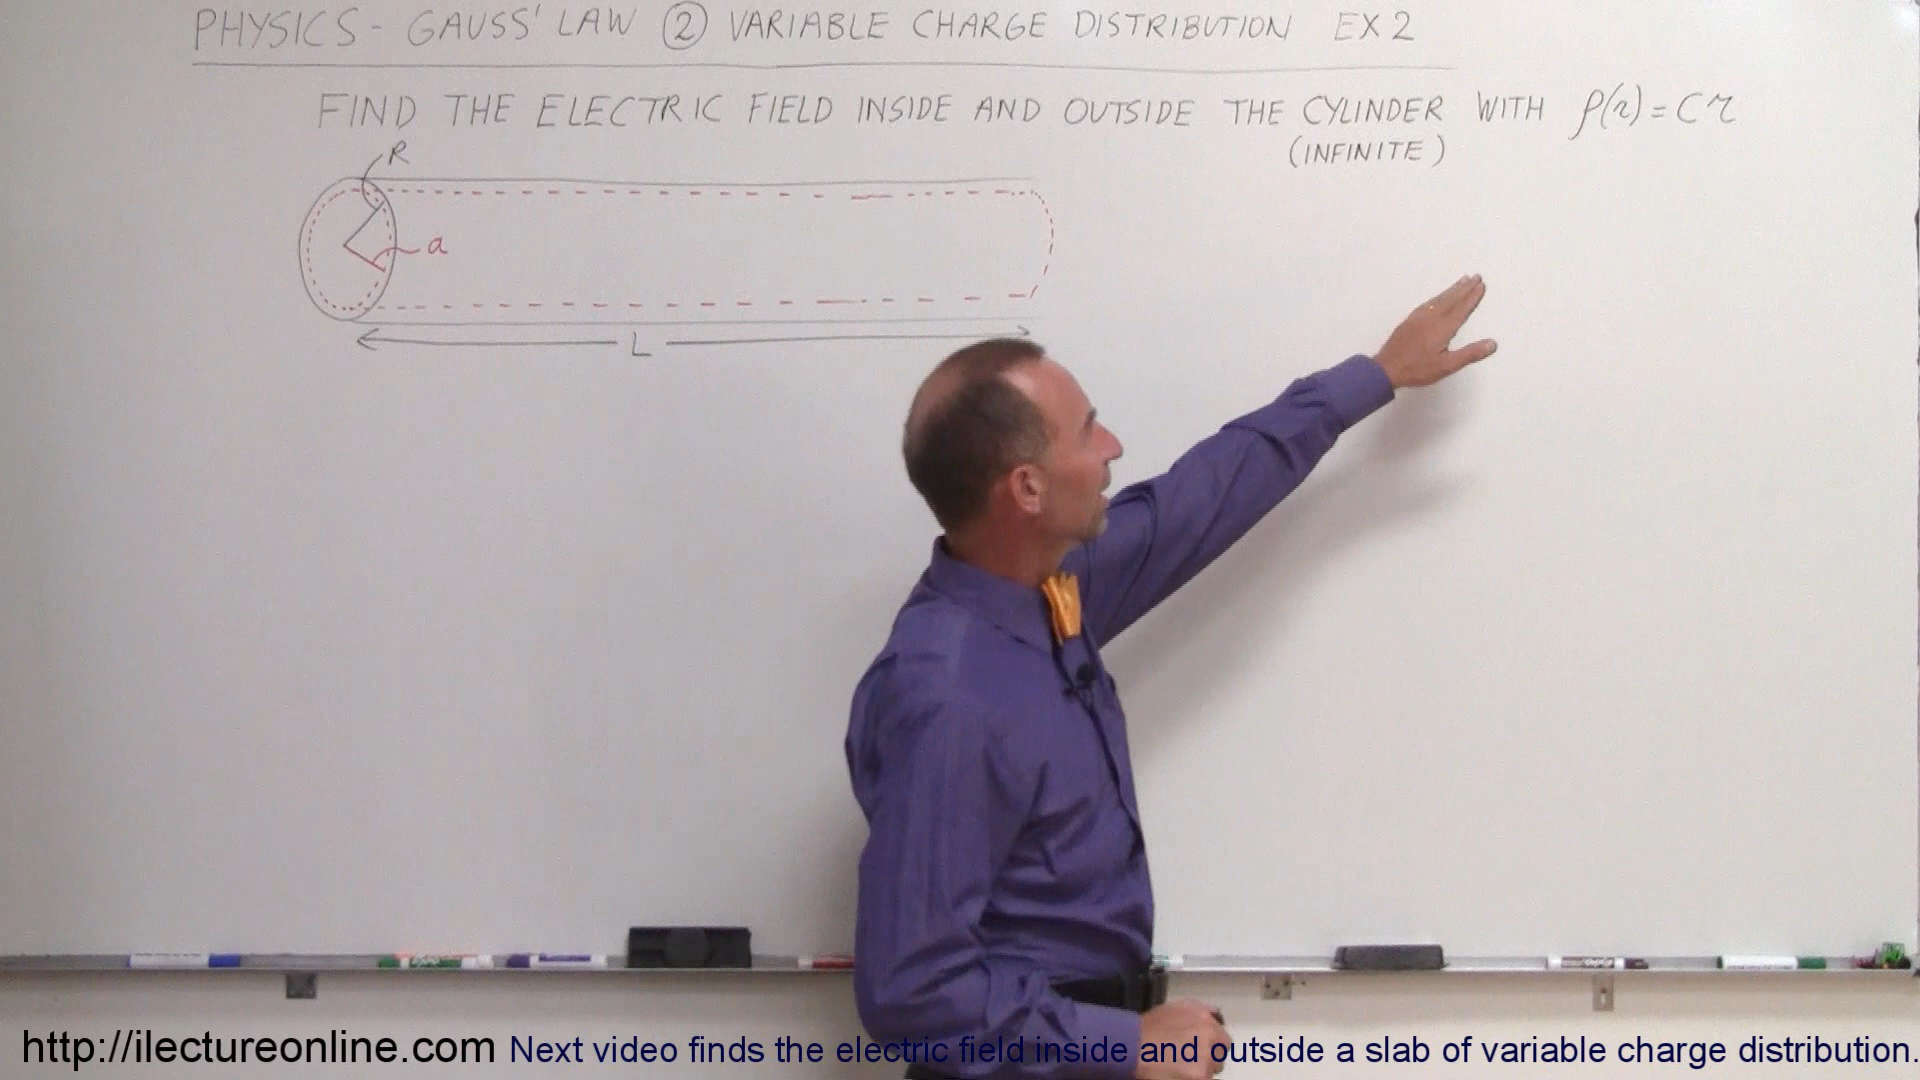 PHYSICS - GAUSS' LAW ② VARIABLE CHARGE DISTRIBUTION EX 2
FIND THE ELECTRIC FIELD INSIDE AND OUTSIDE THE CYLINDER WITH ρ(r) = Cr
(INFINITE)
R
a
L
http://ilectureonline.com Next video finds the electric field inside and outside a slab of variable charge distribution.